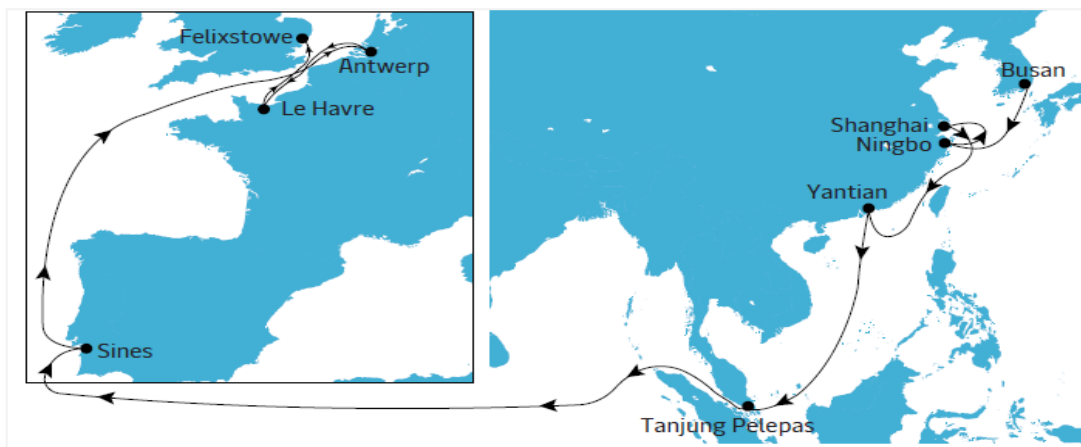 Felixstowe
Antwerp
Le Havre
Sines
Busan
Shanghai
Ningbo
Yantian
Tanjung Pelepas